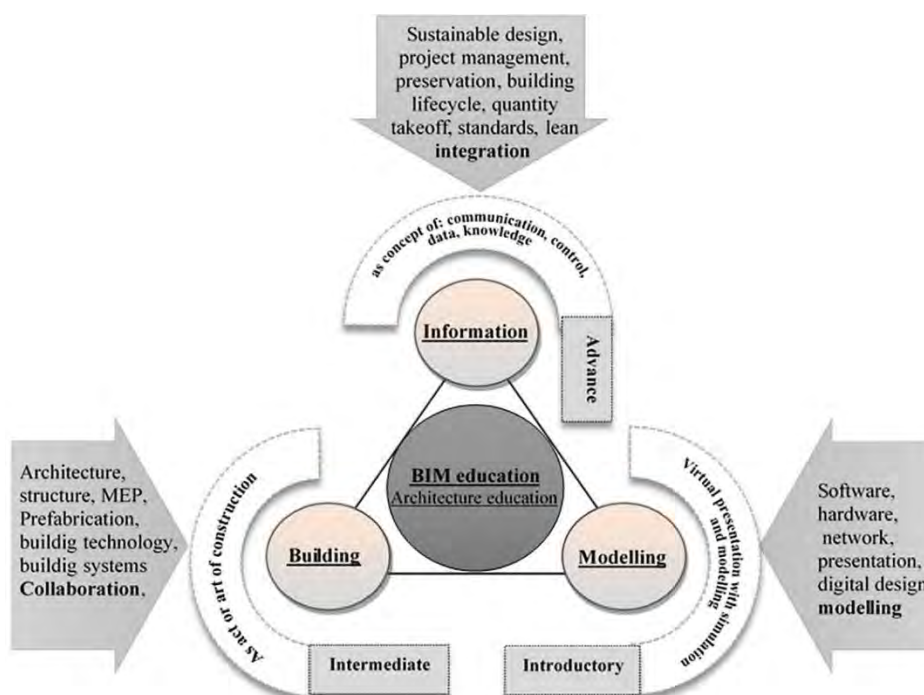 Sustainable design,
project management,
preservation, building
lifecycle, quantity
takeoff, standards, lean
integration
as concept of: communication, control,
data, knowledge
Information
Advance
BIM education
Architecture education
Architecture,
structure, MEP,
Prefabrication,
buildig technology,
buildig systems
Collaboration,
As act or art of construction
Building
Intermediate
Modelling
Virtual presentation with simulation
and modelling
Introductory
Software,
hardware,
network,
presentation,
digital design
modelling